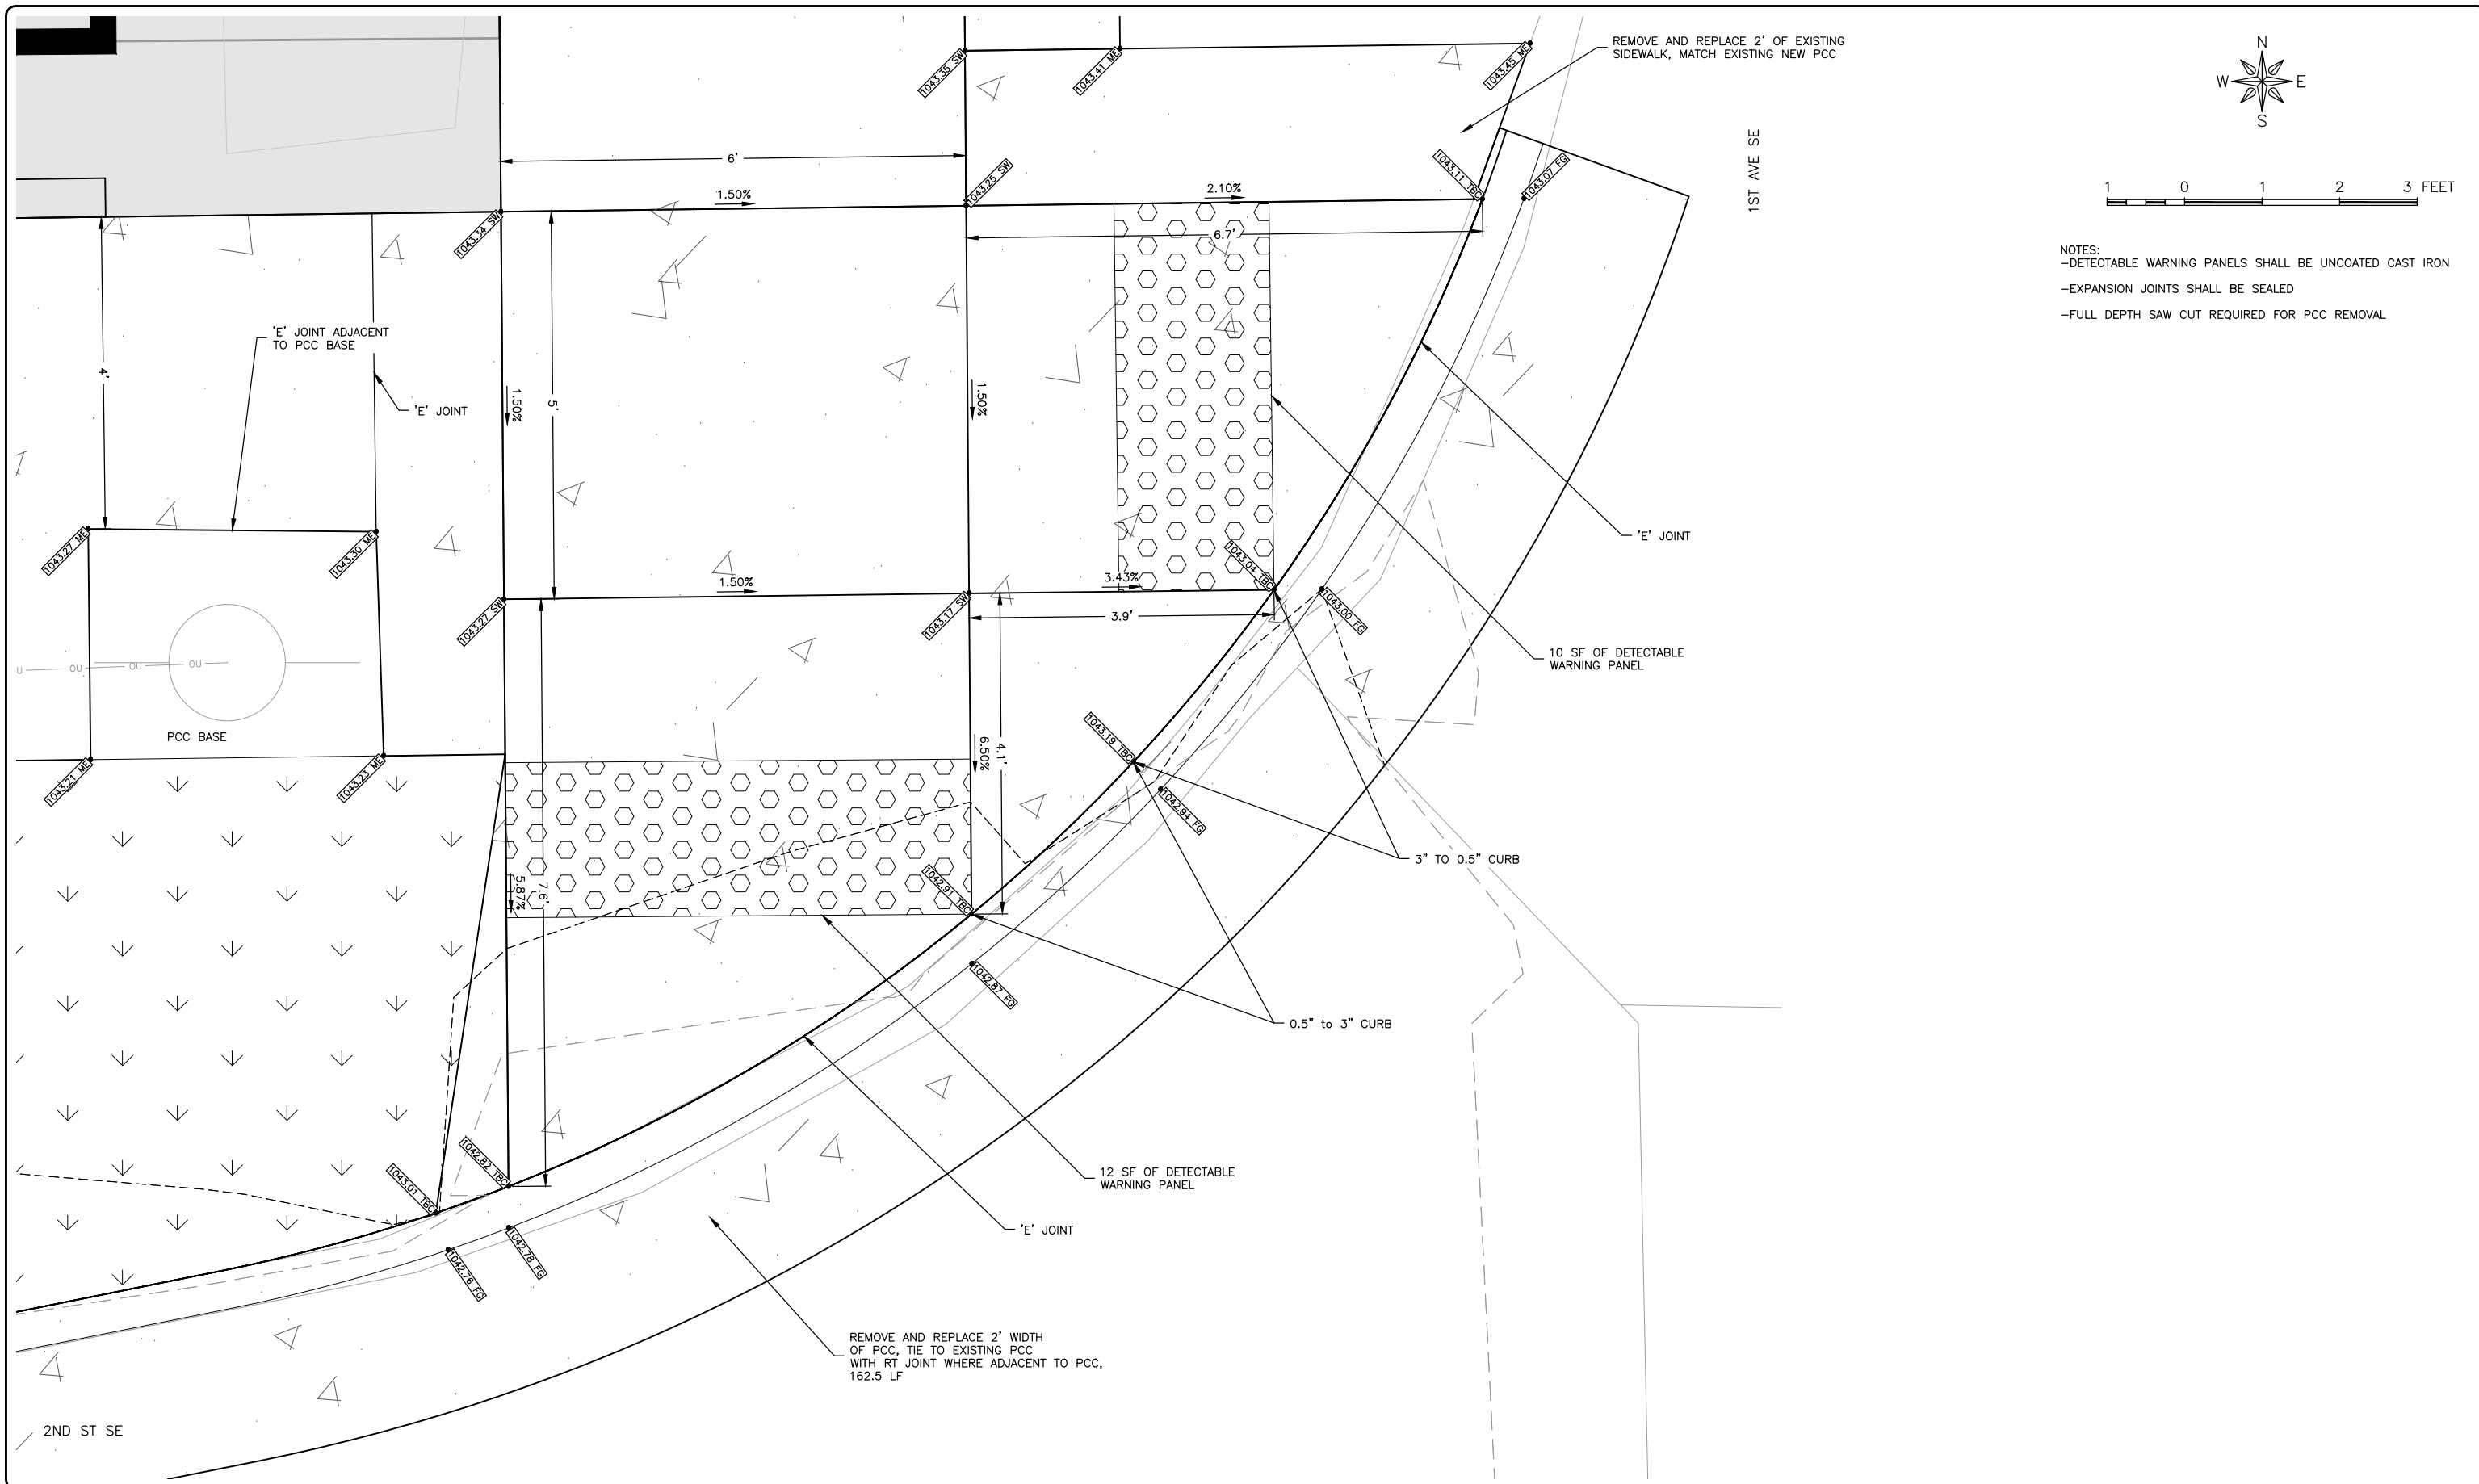 REMOVE AND REPLACE 2' OF EXISTING
SIDEWALK, MATCH EXISTING NEW PCC
N
W E
S
1ST AVE SE
1 0 1 2 3 FEET
NOTES:
-DETECTABLE WARNING PANELS SHALL BE UNCOATED CAST IRON
-EXPANSION JOINTS SHALL BE SEALED
-FULL DEPTH SAW CUT REQUIRED FOR PCC REMOVAL
1043.35 SW
1043.41 ME
1043.45 ME
6'
1043.11 TBC
1043.07 FG
1043.25 SW
1.50%
2.10%
1043.34 SW
6.7'
'E' JOINT ADJACENT
TO PCC BASE
4'
'E' JOINT
1.50%
5'
1.50%
'E' JOINT
1043.27 ME
1043.30 ME
1043.27 SW
1.50%
1043.17 SW
3.43%
1043.04 TBC
1043.00 FG
3.9'
10 SF OF DETECTABLE
WARNING PANEL
U OU OU OU
PCC BASE
1043.21 ME
1043.23 ME
6.50%
4.1'
1043.19 TBC
1042.94 FG
3" TO 0.5" CURB
5.87%
7.6'
1042.91 TBC
1042.87 FG
0.5" to 3" CURB
1043.01 TBC
1042.82 TBC
12 SF OF DETECTABLE
WARNING PANEL
'E' JOINT
1042.76 FG
1042.78 FG
REMOVE AND REPLACE 2' WIDTH
OF PCC, TIE TO EXISTING PCC
WITH RT JOINT WHERE ADJACENT TO PCC,
162.5 LF
2ND ST SE